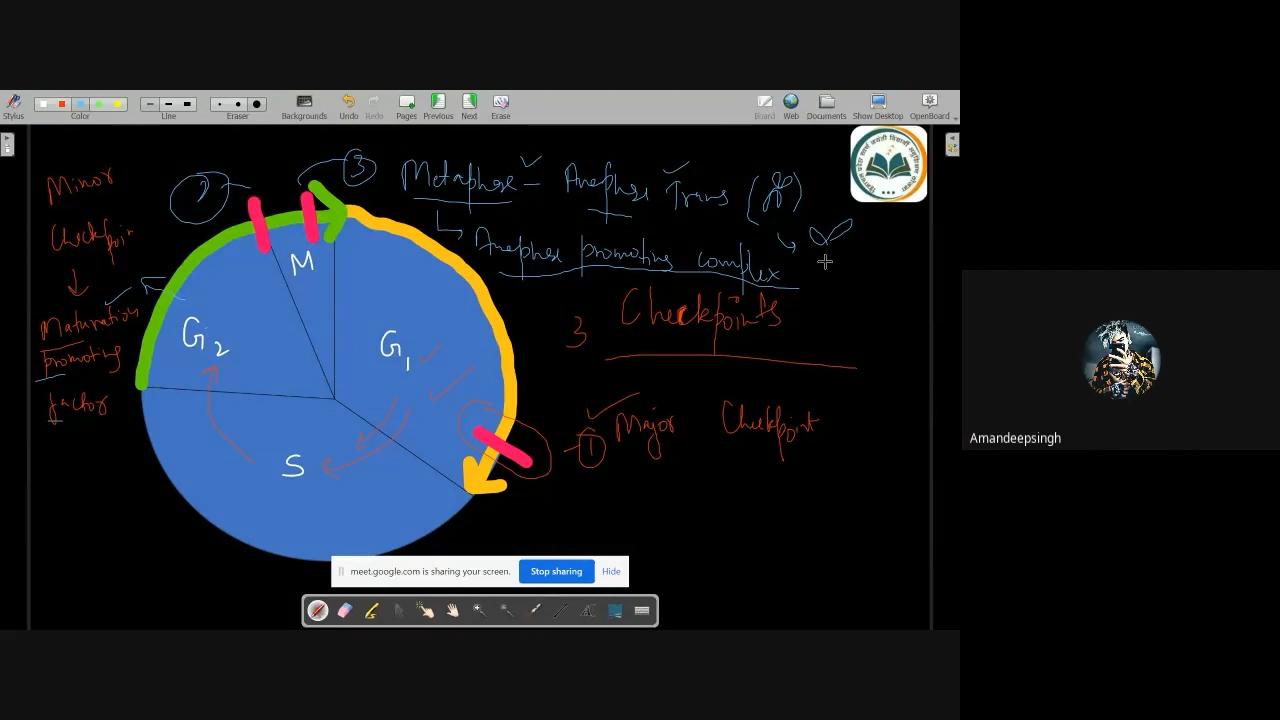 Stylus
Color
Line
Eraser
Backgrounds
Undo
Redo
Pages
Previous
Next
Erase
Board
Web
Documents
Show Desktop
OpenBoard
Minor
Checkpoin
↓
Maturation
promoting
factor
2
3 Metaphase - Anaphase Trans
Anaphase promoting complex
3 Checkpoints
1 Major Checkpoint
M
G2
G1
S
Amandeepsingh
meet.google.com is sharing your screen.
Stop sharing
Hide